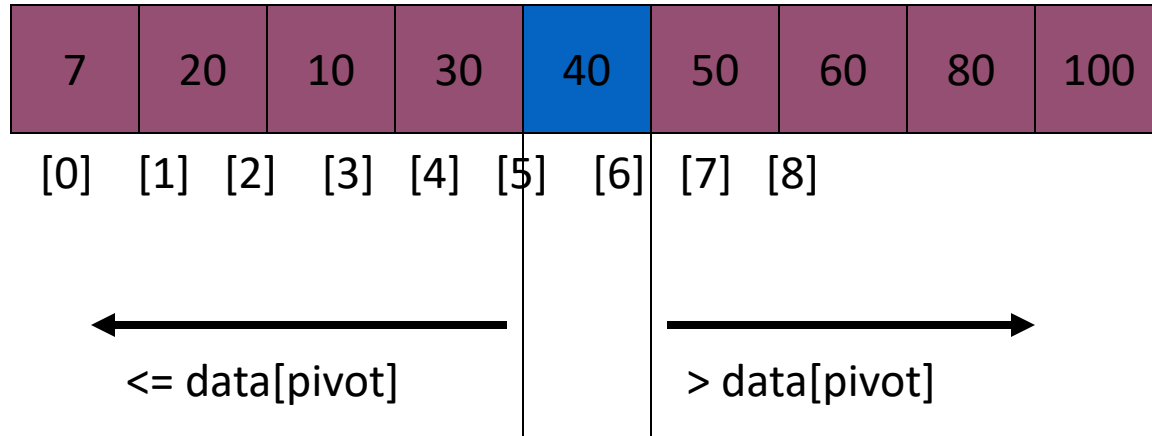 7 20 10 30 40 50 60 80 100
[0] [1] [2] [3] [4] [5] [6] [7] [8]
<= data[pivot] > data[pivot]